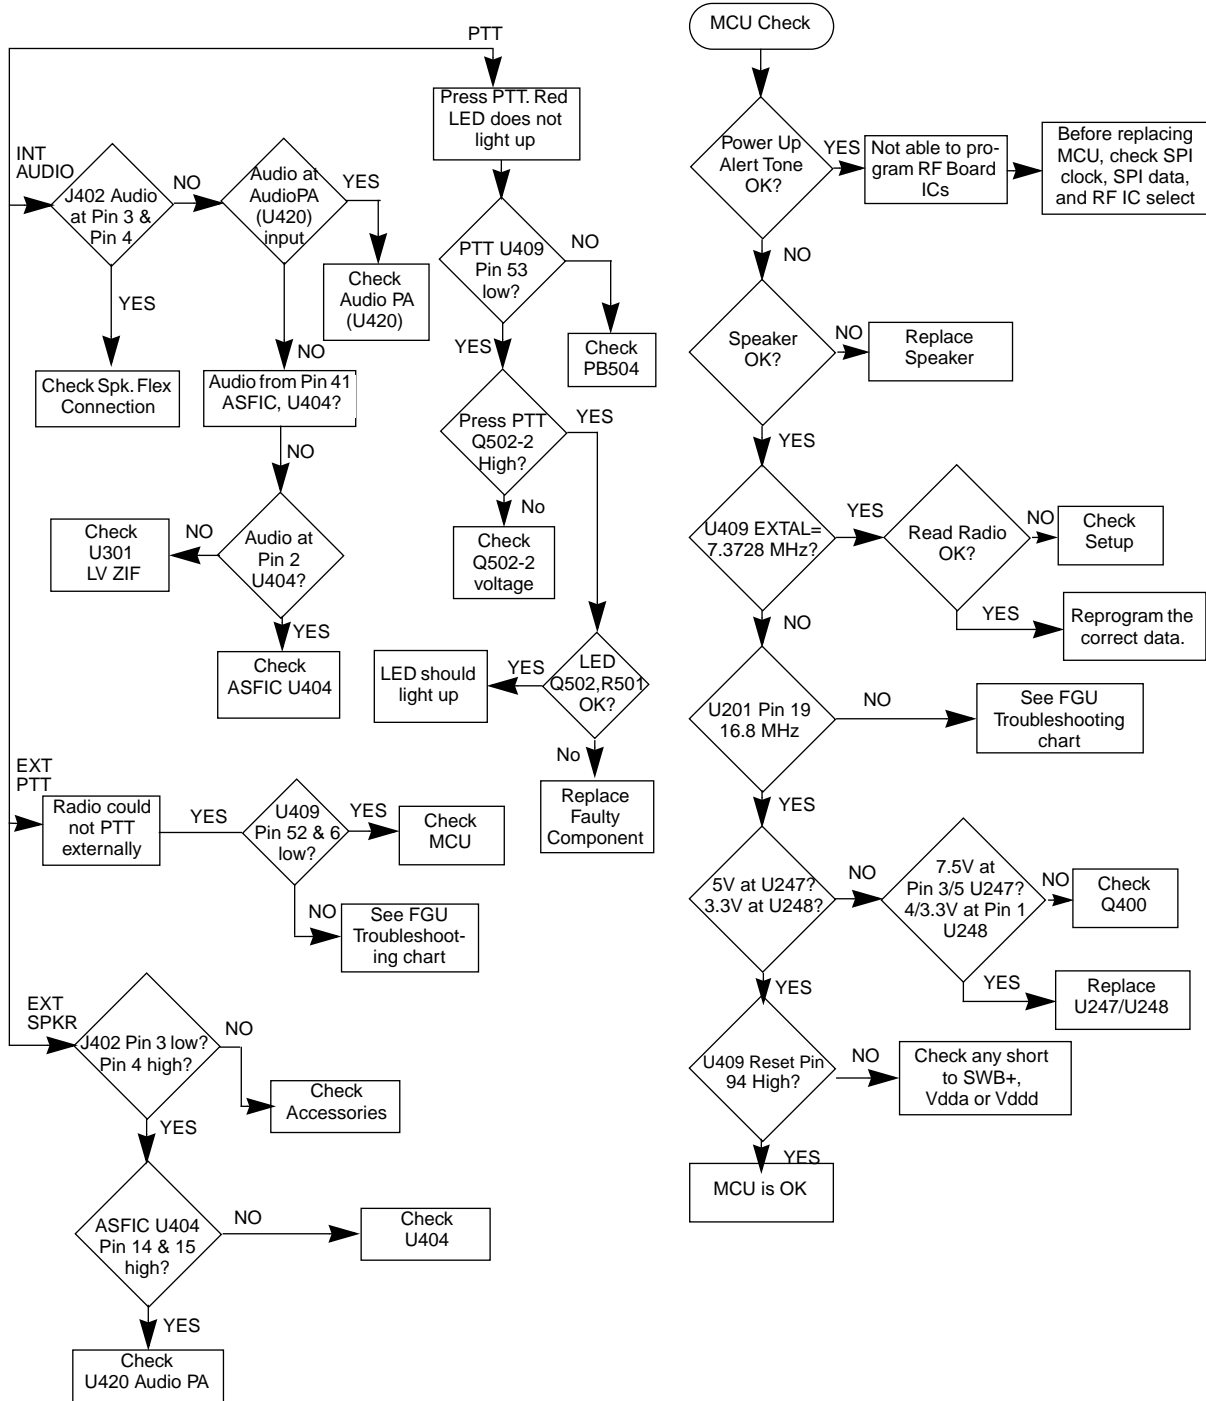 PTT
Press PTT. Red
LED does not
light up
INT
AUDIO
J402 Audio
at Pin 3 &
Pin 4
NO
Audio at
AudioPA
(U420)
input
YES
Check
Audio PA
(U420)
YES
Check Spk. Flex
Connection
NO
Audio from Pin 41
ASFIC, U404?
NO
Audio at
Pin 2
U404?
NO
Check
U301
LV ZIF
YES
Check
ASFIC U404
PTT U409
Pin 53
low?
NO
Check
PB504
YES
Press PTT
Q502-2
High?
YES
No
Check
Q502-2
voltage
LED
Q502,R501
OK?
YES
LED should
light up
No
Replace
Faulty
Component
EXT
PTT
Radio could
not PTT
externally
YES
U409
Pin 52 & 6
low?
YES
Check
MCU
NO
See FGU
Troubleshoot-
ing chart
EXT
SPKR
J402 Pin 3 low?
Pin 4 high?
NO
Check
Accessories
YES
ASFIC U404
Pin 14 & 15
high?
NO
Check
U404
YES
Check
U420 Audio PA
MCU Check
Power Up
Alert Tone
OK?
YES
Not able to pro-
gram RF Board
ICs
Before replacing
MCU, check SPI
clock, SPI data,
and RF IC select
NO
Speaker
OK?
NO
Replace
Speaker
YES
U409 EXTAL=
7.3728 MHz?
YES
Read Radio
OK?
NO
Check
Setup
YES
Reprogram the
correct data.
NO
U201 Pin 19
16.8 MHz
NO
See FGU
Troubleshooting
chart
YES
5V at U247?
3.3V at U248?
NO
7.5V at
Pin 3/5 U247?
4/3.3V at Pin 1
U248
NO
Check
Q400
YES
Replace
U247/U248
YES
U409 Reset Pin
94 High?
NO
Check any short
to SWB+,
Vdda or Vddd
YES
MCU is OK